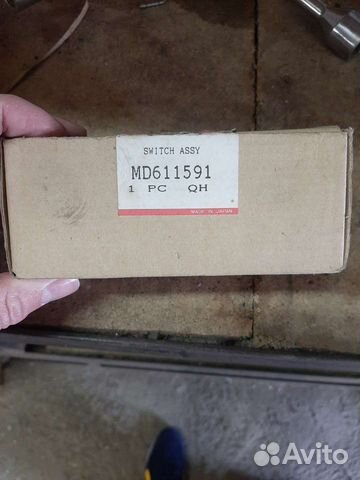 SWITCH ASSY
MD611591
1 PC QH
MADE IN JAPAN
Avito